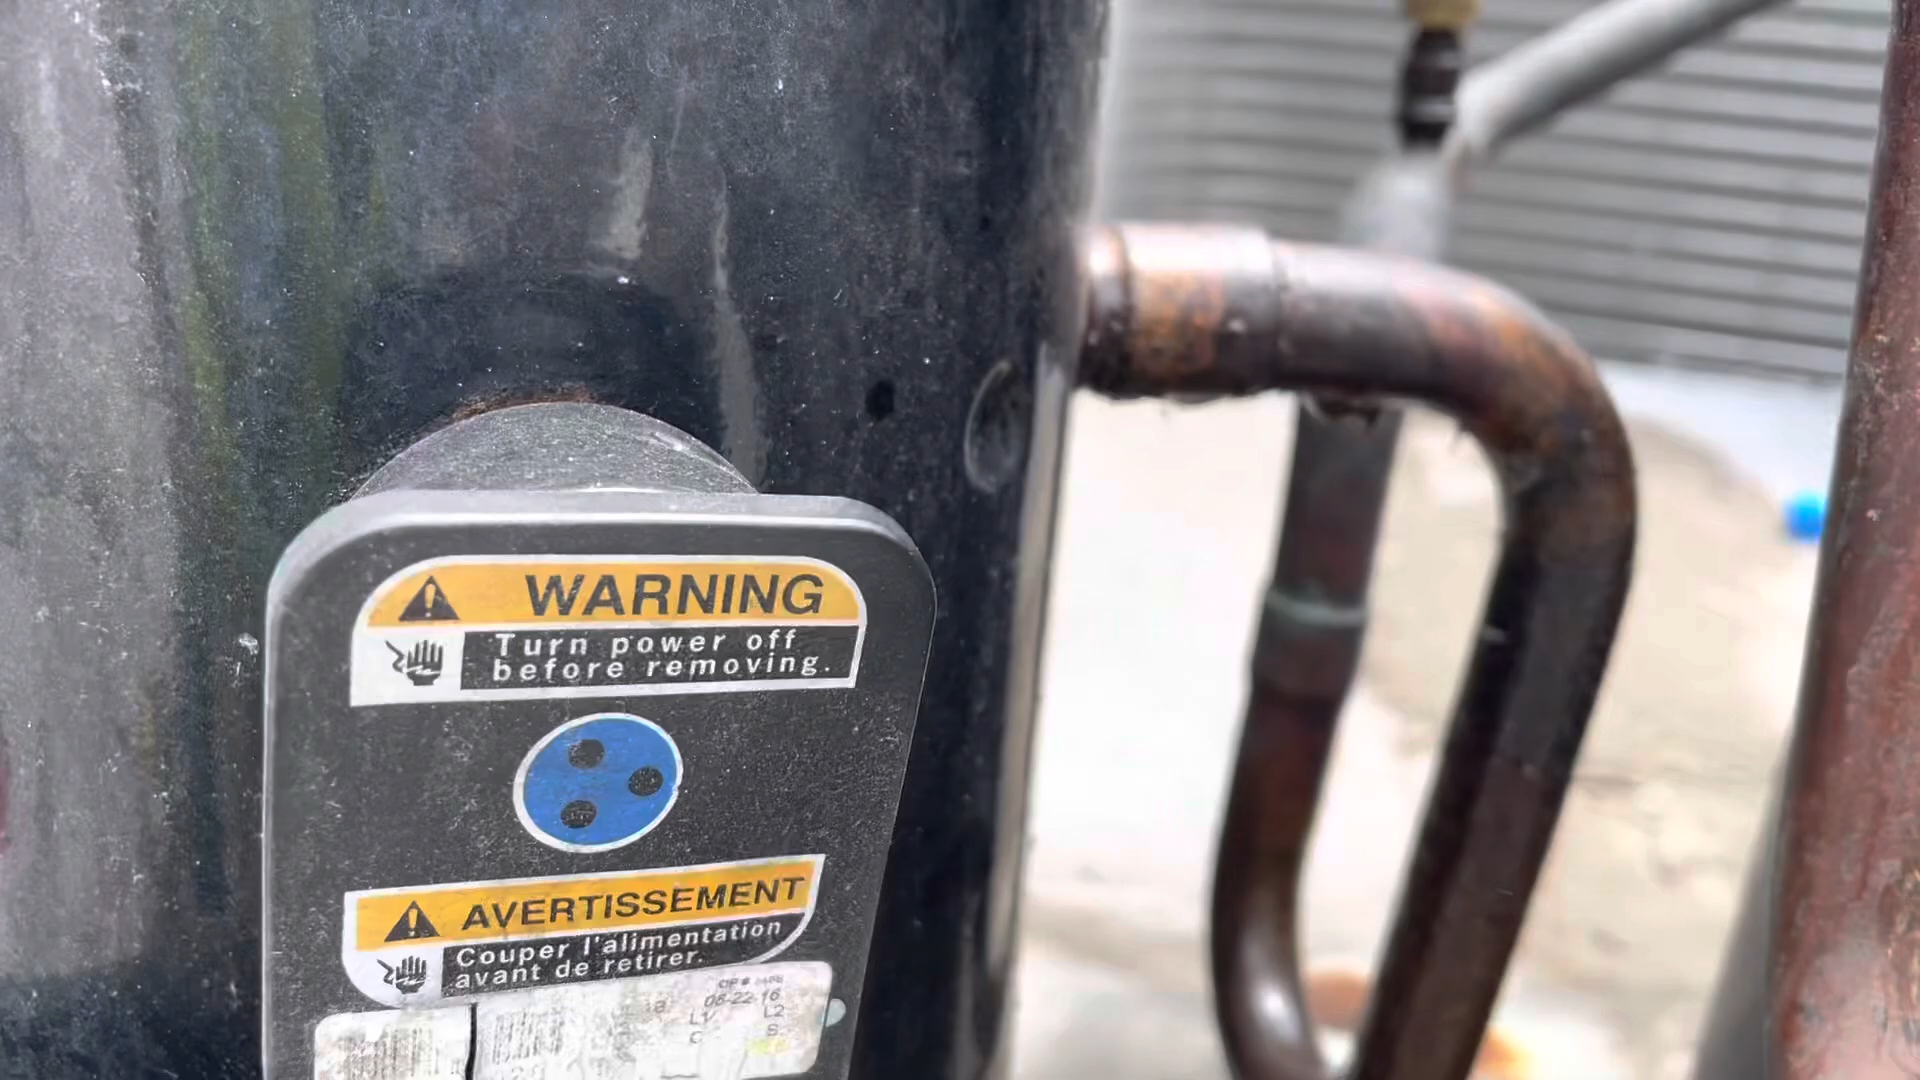 WARNING
Turn power off
before removing.
AVERTISSEMENT
Couper l'alimentation
avant de retirer.
06-22-16
L1/ L2
C S